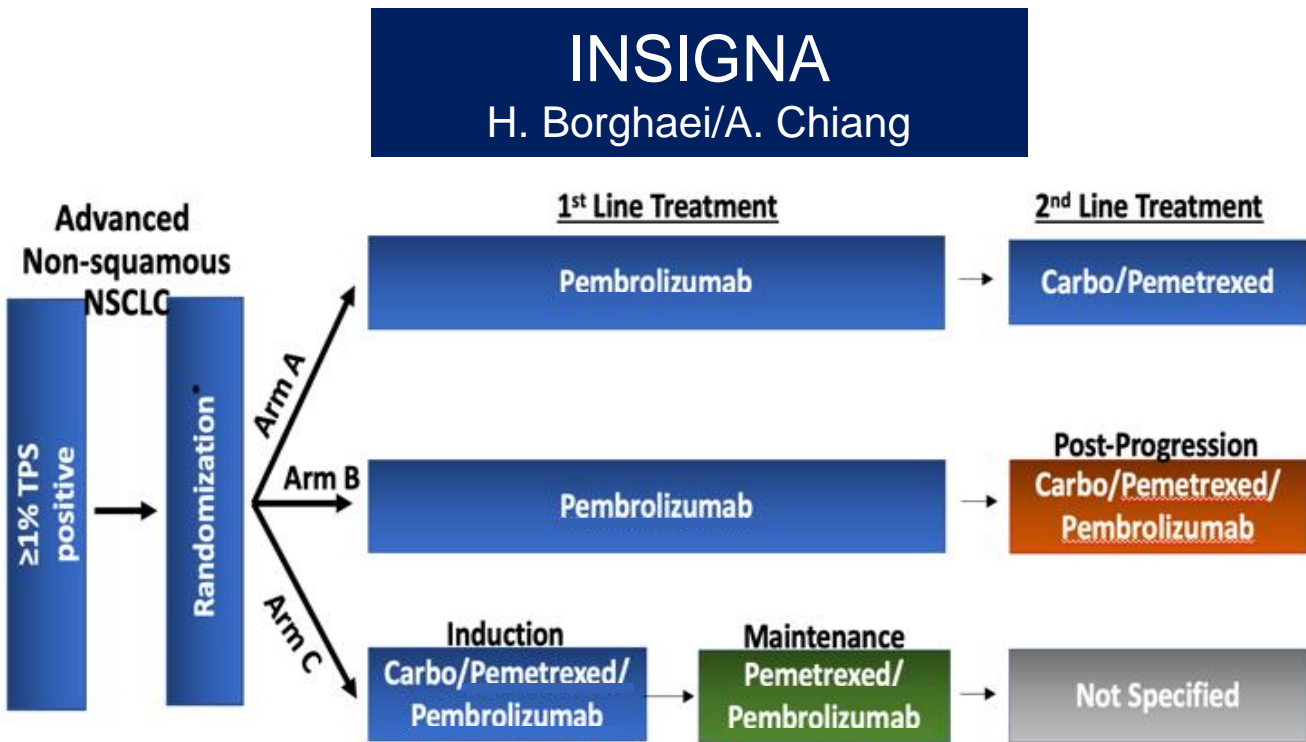 INSIGNA
H. Borghaei/A. Chiang
Advanced
Non-squamous
NSCLC
≥1% TPS
positive
Randomization*
1st Line Treatment
2nd Line Treatment
Arm A
Pembrolizumab
Carbo/Pemetrexed
Arm B
Pembrolizumab
Post-Progression
Carbo/Pemetrexed/
Pembrolizumab
Arm C
Induction
Carbo/Pemetrexed/
Pembrolizumab
Maintenance
Pemetrexed/
Pembrolizumab
Not Specified